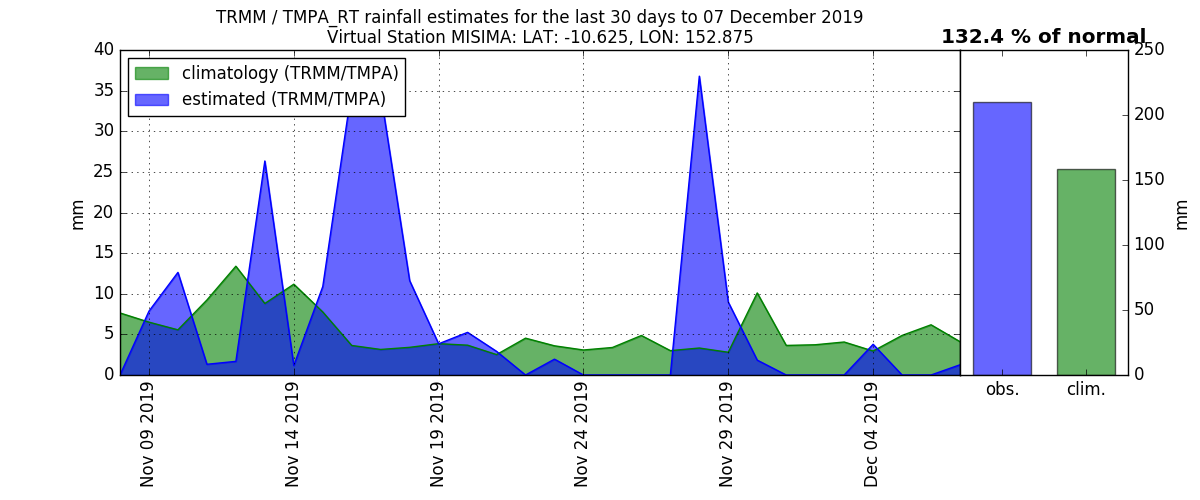 TRMM / TMPA_RT rainfall estimates for the last 30 days to 07 December 2019
Virtual Station MISIMA: LAT: -10.625, LON: 152.875
132.4 % of normal
climatology (TRMM/TMPA)
estimated (TRMM/TMPA)
mm
40
35
30
25
20
15
10
5
0
Nov 09 2019
Nov 14 2019
Nov 19 2019
Nov 24 2019
Nov 29 2019
Dec 04 2019
250
200
150
100
50
0
mm
obs.
clim.